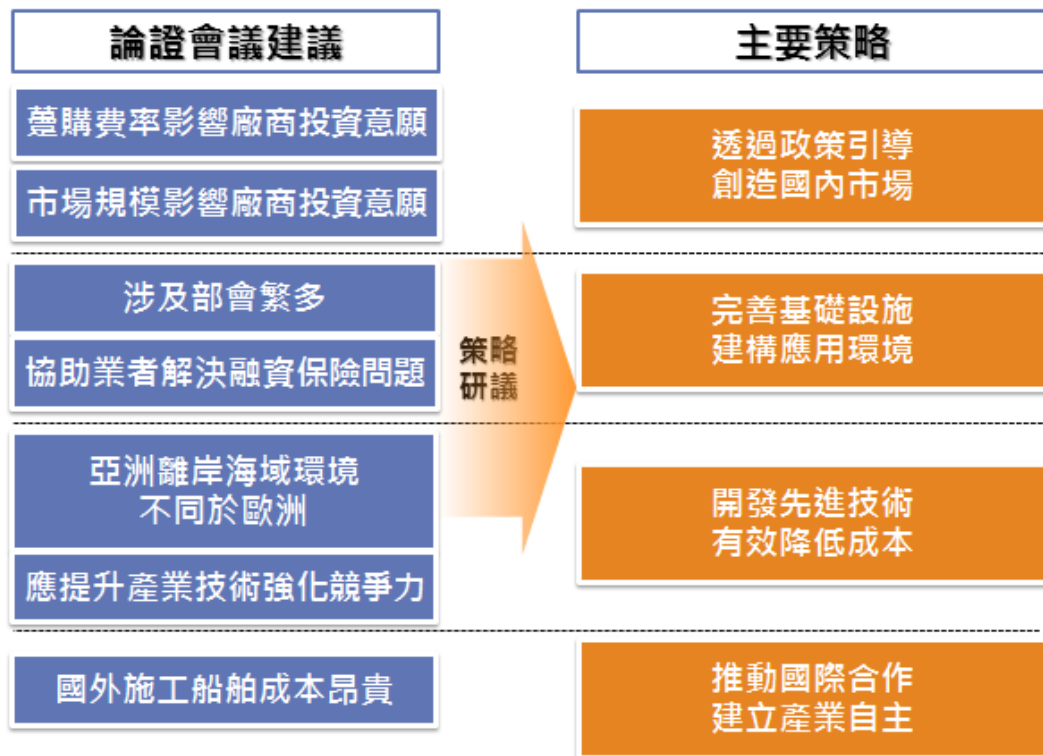 論證會議建議
主要策略
躉購費率影響廠商投資意願
市場規模影響廠商投資意願
透過政策引導
創造國內市場
涉及部會繁多
協助業者解決融資保險問題
策略
研議
完善基礎設施
建構應用環境
亞洲離岸海域環境
不同於歐洲
應提升產業技術強化競爭力
開發先進技術
有效降低成本
國外施工船舶成本昂貴
推動國際合作
建立產業自主